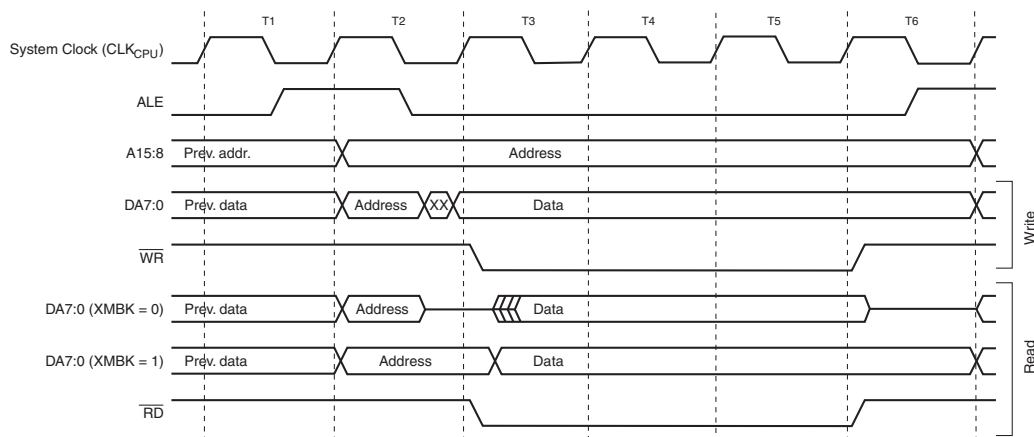 T1 T2 T3 T4 T5 T6
System Clock (CLKCPU)
ALE
A15:8 Prev. addr. Address
DA7:0 Prev. data Address XX Data
WR
Write
DA7:0 (XMBK = 0) Prev. data Address Data
DA7:0 (XMBK = 1) Prev. data Address Data
RD
Read